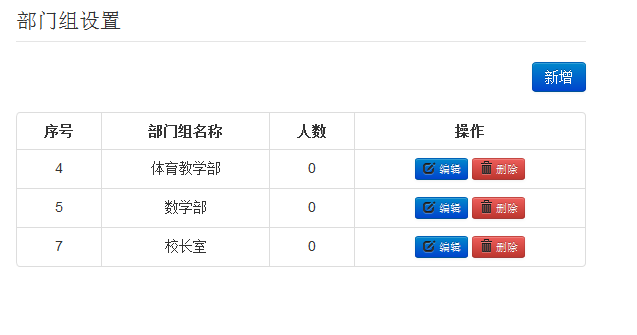 部门组设置
新增
序号 部门组名称 人数 操作
4 体育教学部 0 编辑 删除
5 数学部 0 编辑 删除
7 校长室 0 编辑 删除